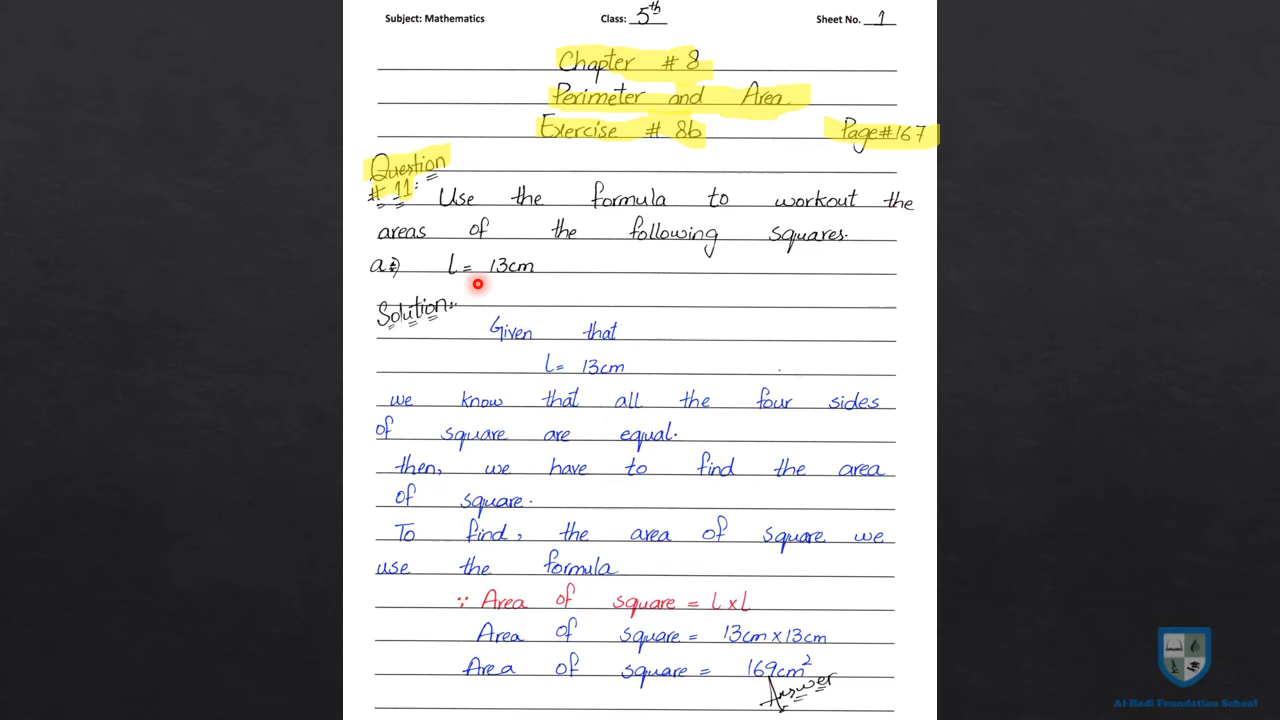 Subject: Mathematics Class: 5th Sheet No. 1
Chapter # 8
Perimeter and Area
Exercise # 8b Page#167
Question
# 11: Use the formula to workout the
areas of the following squares.
a:) L= 13cm
Solution:
Given that
L= 13cm
we know that all the four sides
of square are equal.
then, we have to find the area
of square.
To find, the area of square we
use the formula
∵ Area of square = L x L
Area of square = 13cm x 13cm
Area of square = 169cm²
Answer
Al-Hadi Foundation School